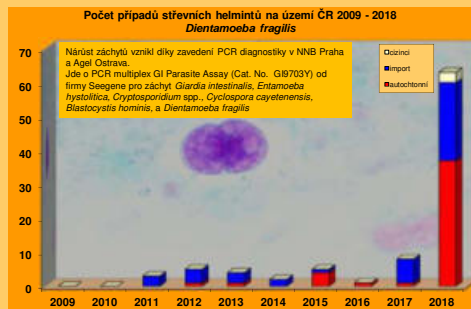 Počet případů střevních helmintů na území ČR 2009 - 2018
Dientamoeba fragilis
Nárůst záchytů vznikl díky zavedení PCR diagnostiky v NNB Praha
a Agel Ostrava.
Jde o PCR multiplex GI Parasite Assay (Cat. No. GI9703Y) od
firmy Seegene pro záchyt Giardia intestinalis, Entamoeba
hystolitica, Cryptosporidium spp., Cyclospora cayetenensis,
Blastocystis hominis, a Dientamoeba fragilis
cizinci
import
autochtonní
70
60
50
40
30
20
10
0
2009 2010 2011 2012 2013 2014 2015 2016 2017 2018